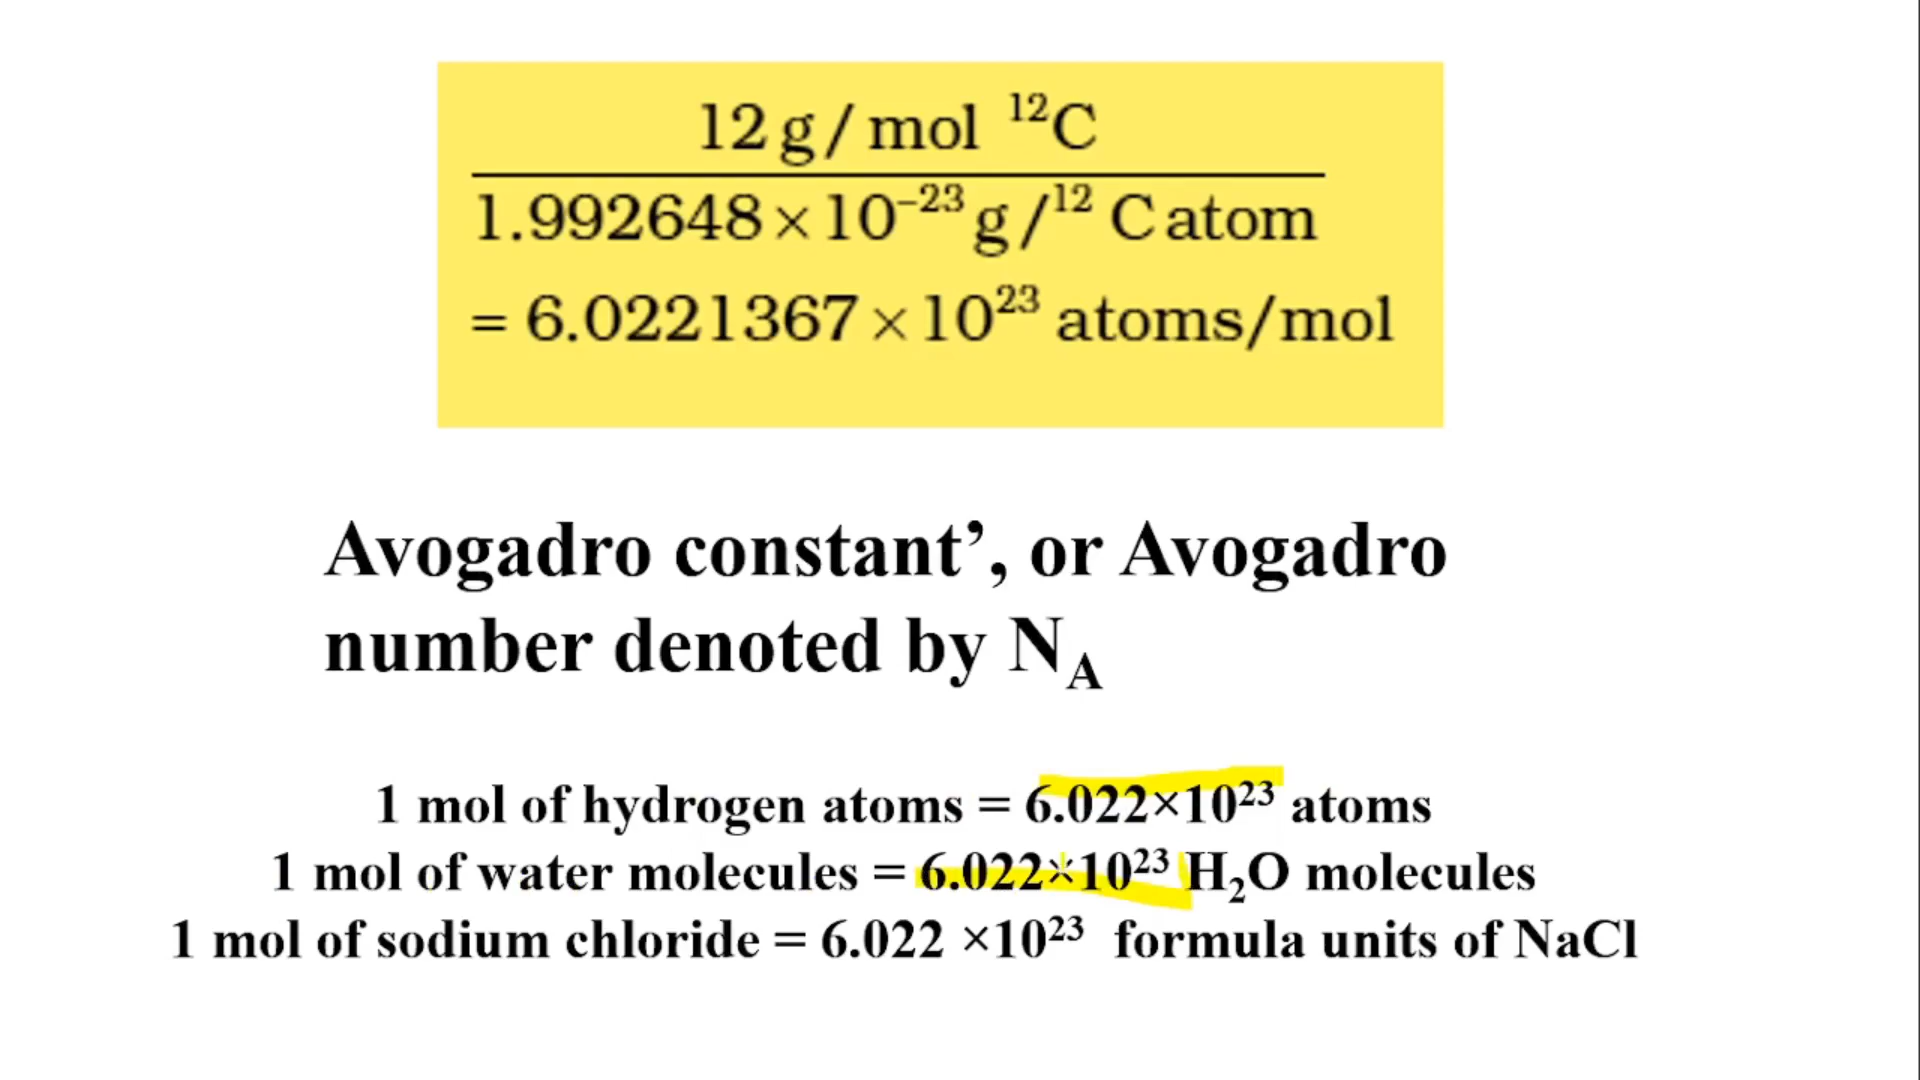 12 g / mol ¹²C
1.992648 × 10⁻²³ g /¹² C atom
= 6.0221367 × 10²³ atoms/mol
Avogadro constant’, or Avogadro
number denoted by N_A
1 mol of hydrogen atoms = 6.022×10²³ atoms
1 mol of water molecules = 6.022×10²³ H₂O molecules
1 mol of sodium chloride = 6.022 ×10²³ formula units of NaCl